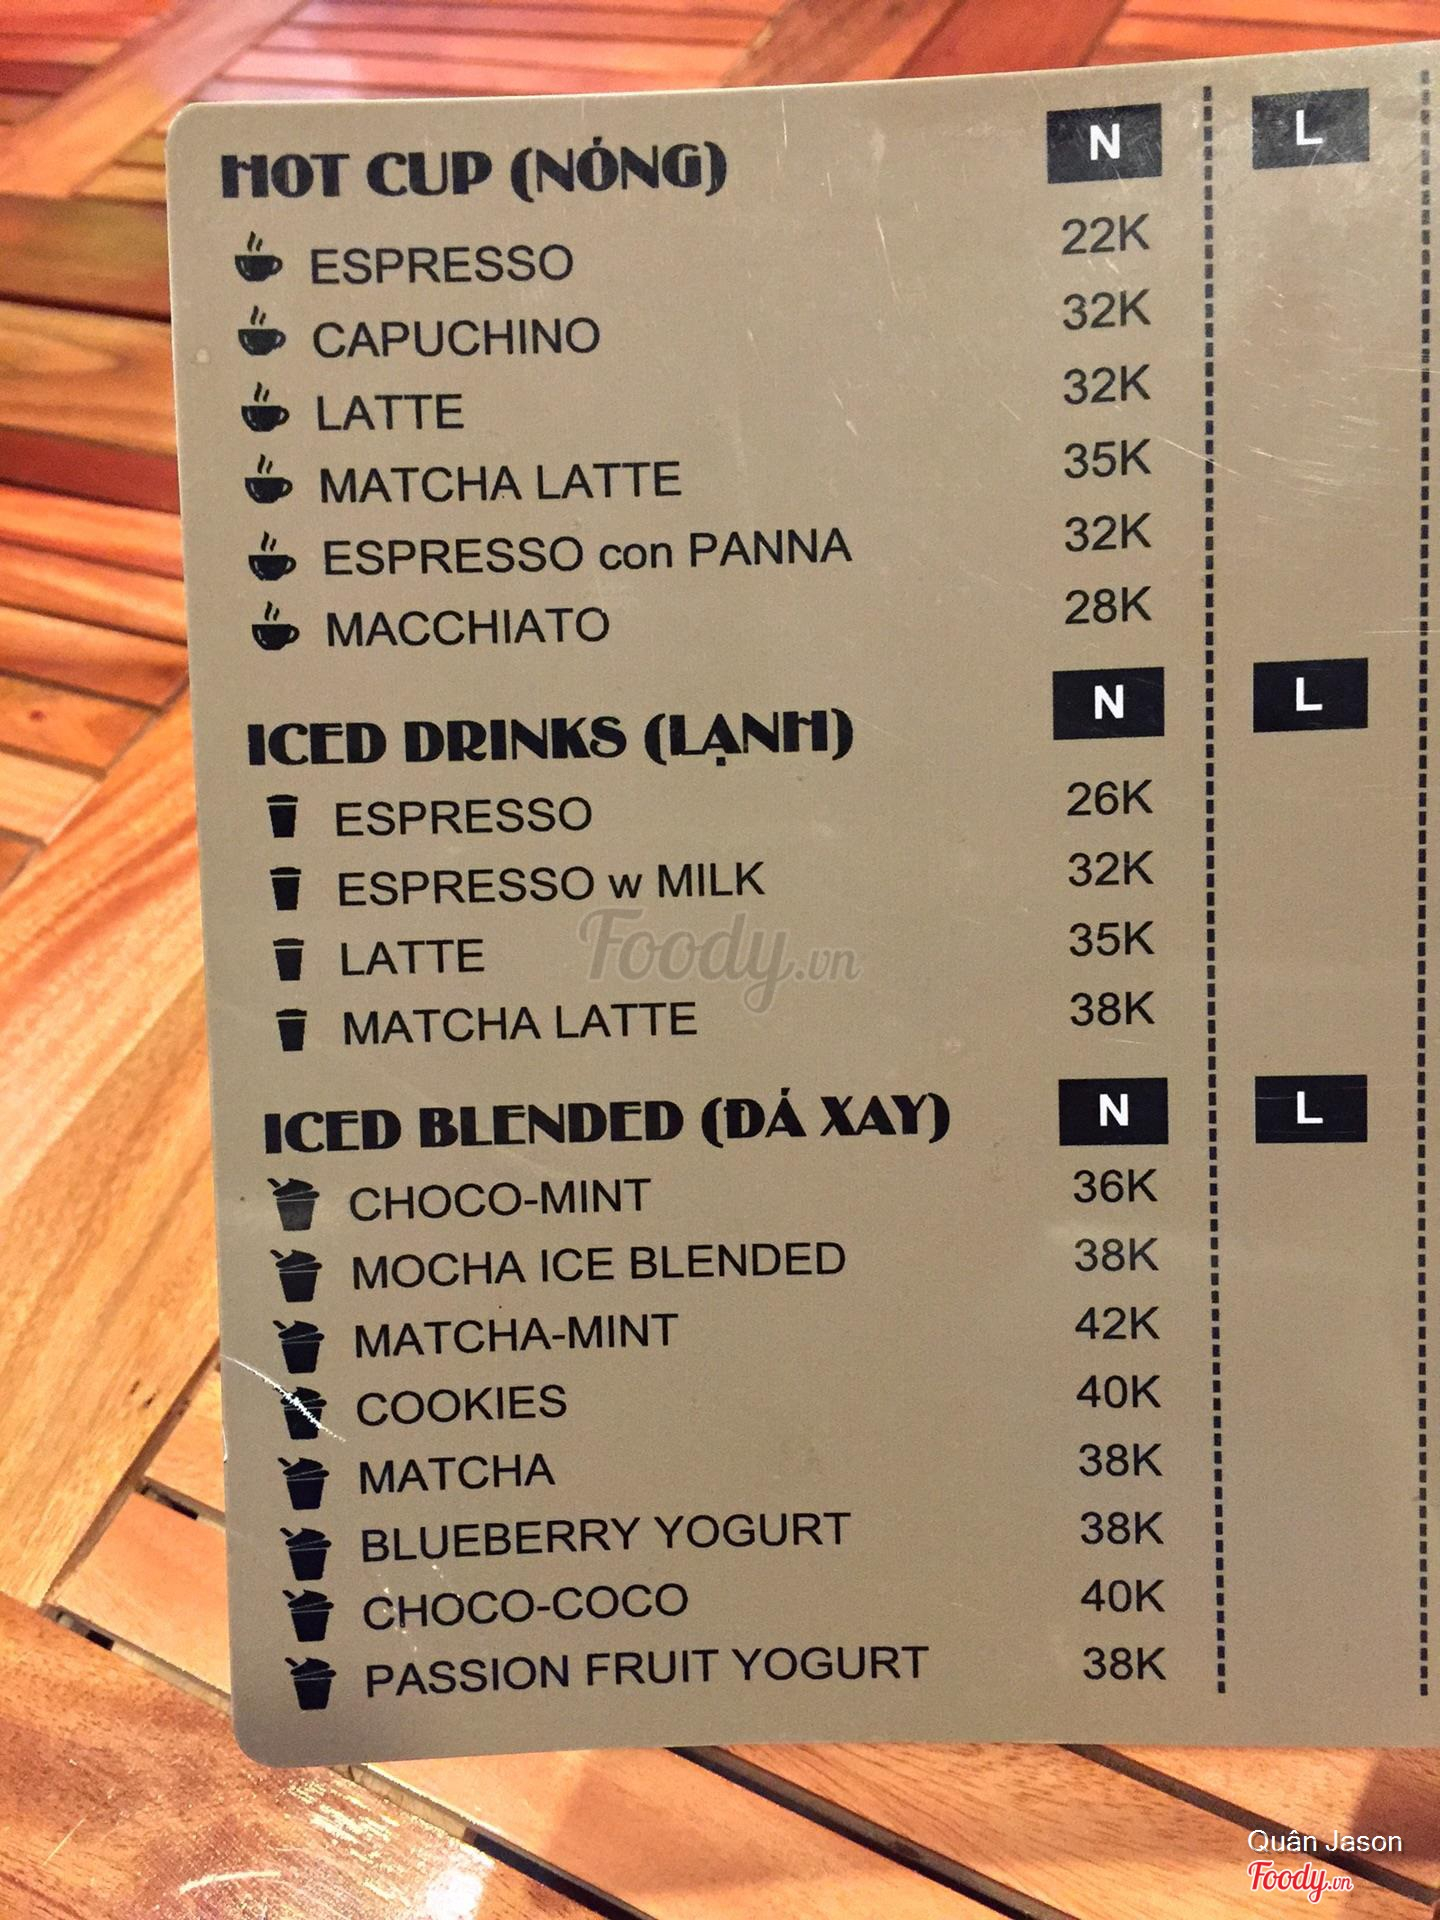 HOT CUP (NÓNG) N L
ESPRESSO 22K
CAPUCHINO 32K
LATTE 32K
MATCHA LATTE 35K
ESPRESSO con PANNA 32K
MACCHIATO 28K
ICED DRINKS (LẠNH) N L
ESPRESSO 26K
ESPRESSO w MILK 32K
LATTE 35K
MATCHA LATTE 38K
Foody.vn
ICED BLENDED (ĐÁ XAY) N L
CHOCO-MINT 36K
MOCHA ICE BLENDED 38K
MATCHA-MINT 42K
COOKIES 40K
MATCHA 38K
BLUEBERRY YOGURT 38K
CHOCO-COCO 40K
PASSION FRUIT YOGURT 38K
Quân Jason
Foody.vn